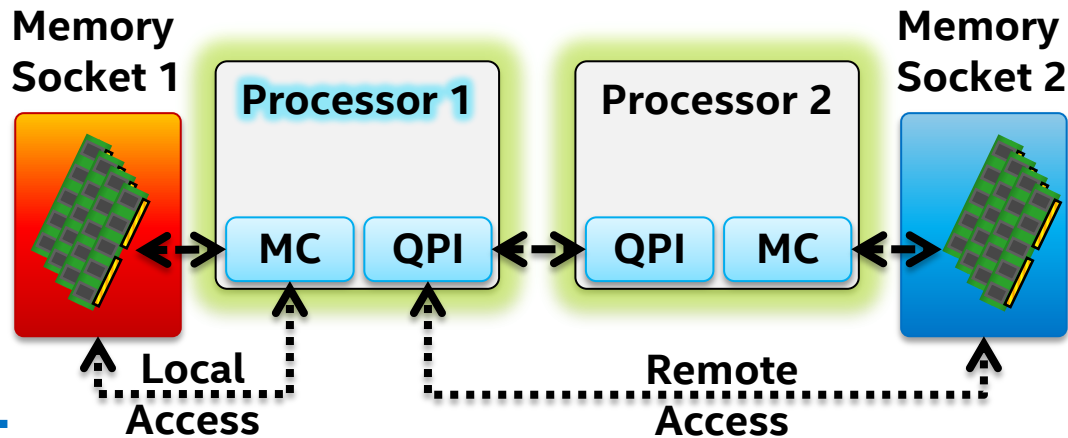 Memory
Socket 1
Processor 1
Processor 2
Memory
Socket 2
MC
QPI
QPI
MC
Local
Access
Remote
Access